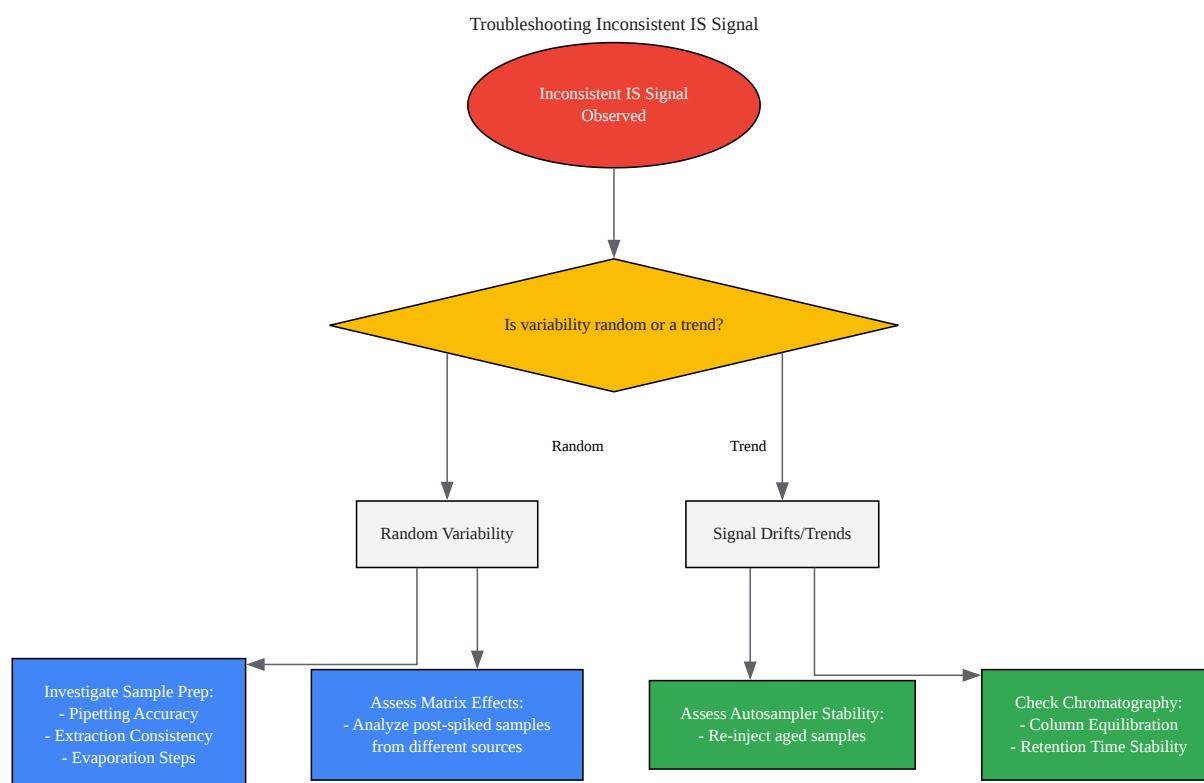 Troubleshooting Inconsistent IS Signal
Inconsistent IS Signal
Observed
Is variability random or a trend?
Random
Trend
Random Variability
Signal Drifts/Trends
Investigate Sample Prep:
- Pipetting Accuracy
- Extraction Consistency
- Evaporation Steps
Assess Matrix Effects:
- Analyze post-spiked samples
from different sources
Assess Autosampler Stability:
- Re-inject aged samples
Check Chromatography:
- Column Equilibration
- Retention Time Stability